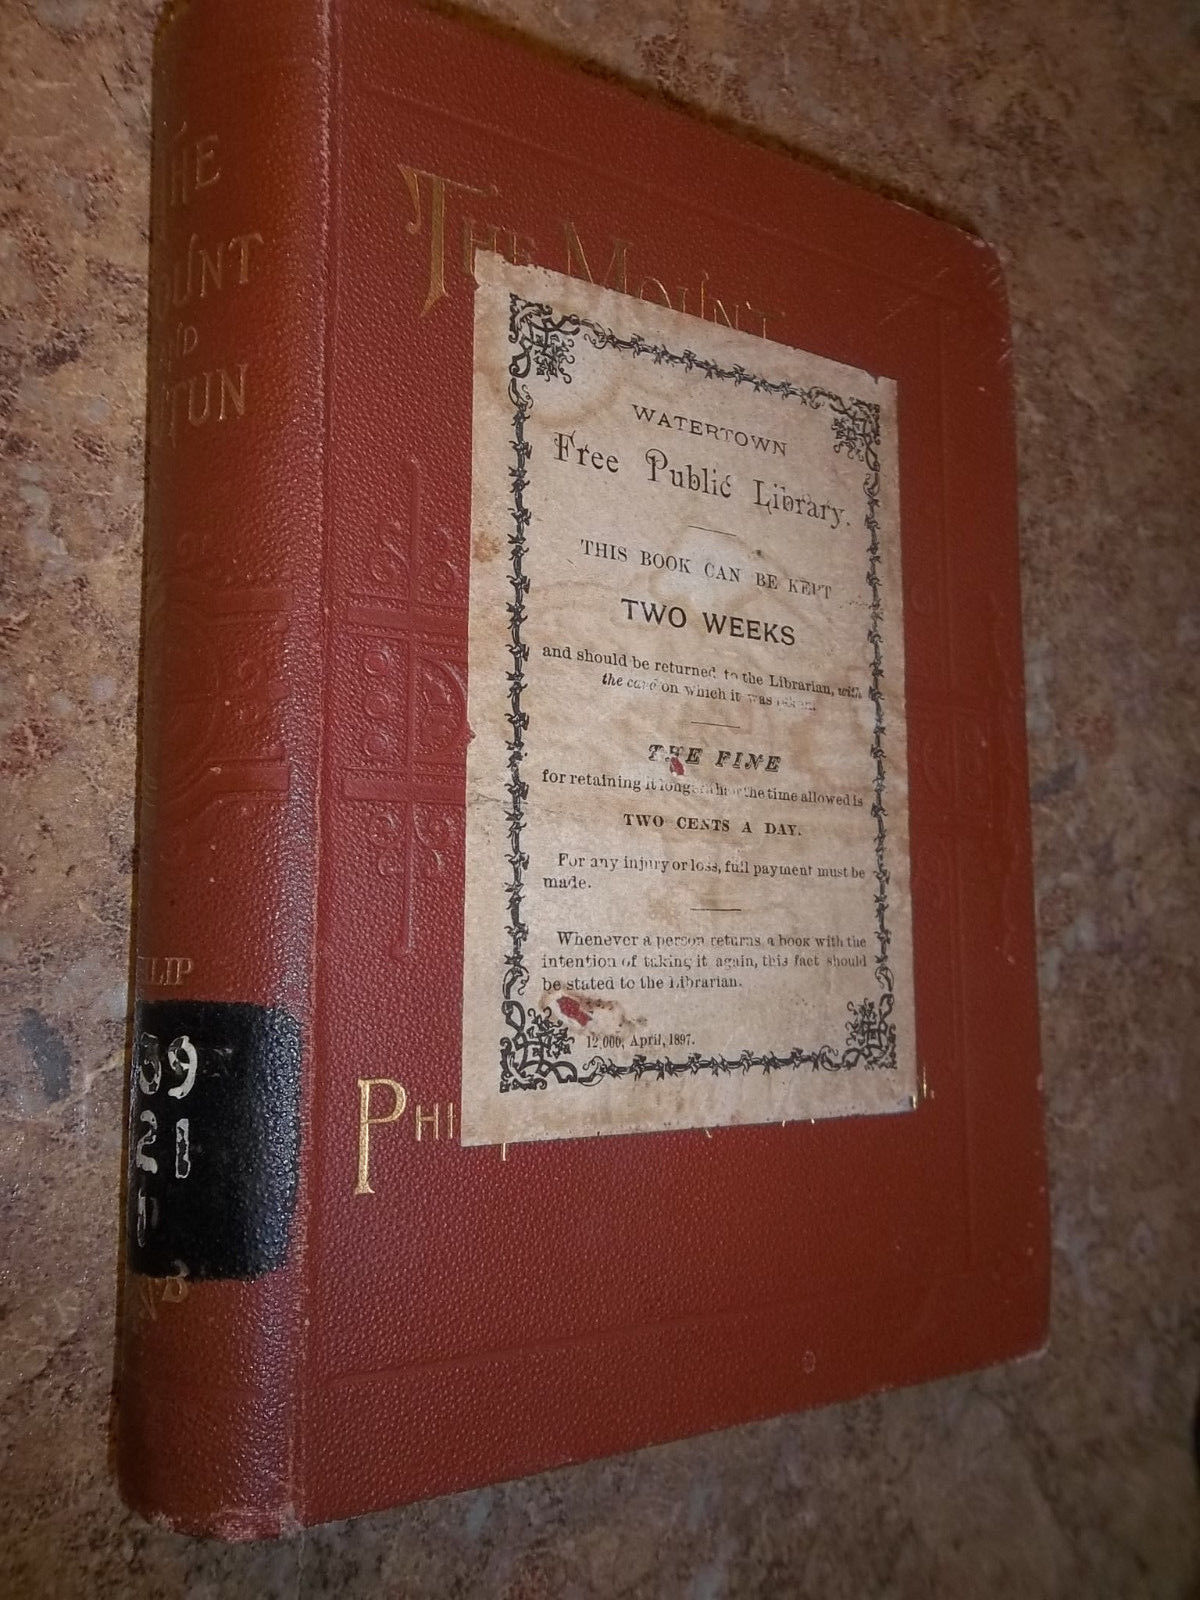 THE
MOUNT
WATERTOWN
Free Public Library.
THIS BOOK CAN BE KEPT
TWO WEEKS
and should be returned to the Librarian, with
the card on which it was taken.
THE FINE
for retaining it longer than the time allowed is
TWO CENTS A DAY.
For any injury or loss, full payment must be
made.
Whenever a person returns a book with the
intention of taking it again, this fact should
be stated to the Librarian.
12,000, April, 1897.
THE MOUNT